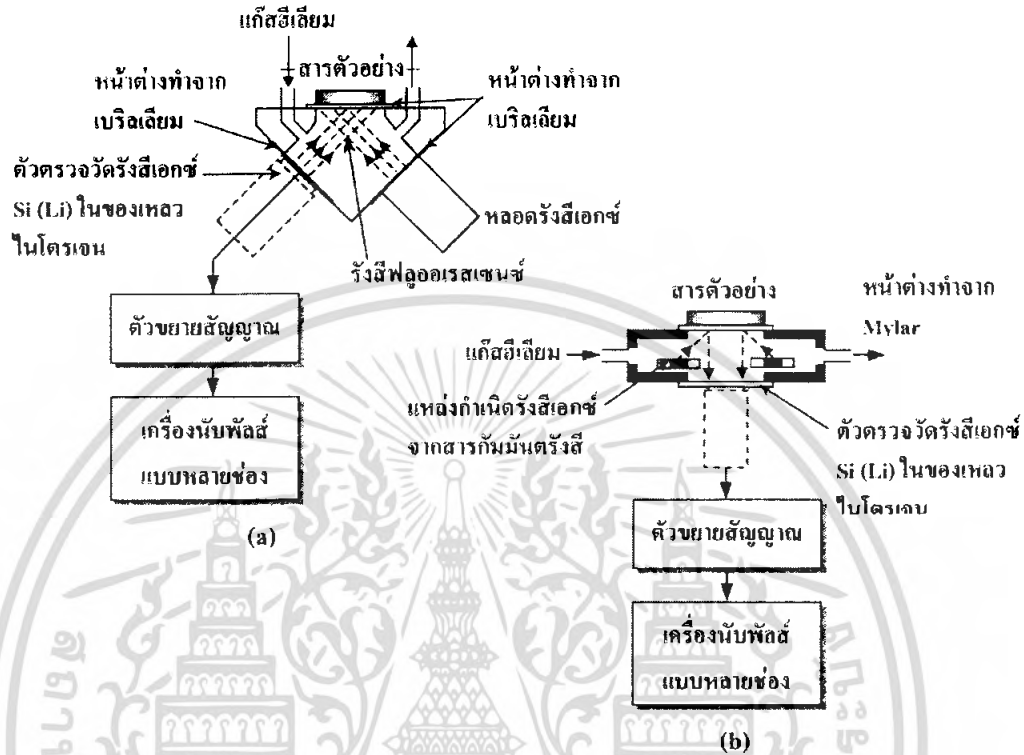 แก๊สฮีเลียม
สารตัวอย่าง
หน้าต่างทำจาก
เบริลเลียม
หน้าต่างทำจาก
เบริลเลียม
ตัวตรวจวัดรังสีเอกซ์
Si (Li) ในของเหลว
ไนโตรเจน
หลอดรังสีเอกซ์
รังสีฟลูออเรสเซนซ์
ตัวขยายสัญญาณ
เครื่องนับพัลส์
แบบหลายช่อง
(a)
สารตัวอย่าง
หน้าต่างทำจาก
Mylar
แก๊สฮีเลียม
แหล่งกำเนิดรังสีเอกซ์
จากสารกัมมันตรังสี
ตัวตรวจวัดรังสีเอกซ์
Si (Li) ในของเหลว
ไนโตรเจน
ตัวขยายสัญญาณ
เครื่องนับพัลส์
แบบหลายช่อง
(b)